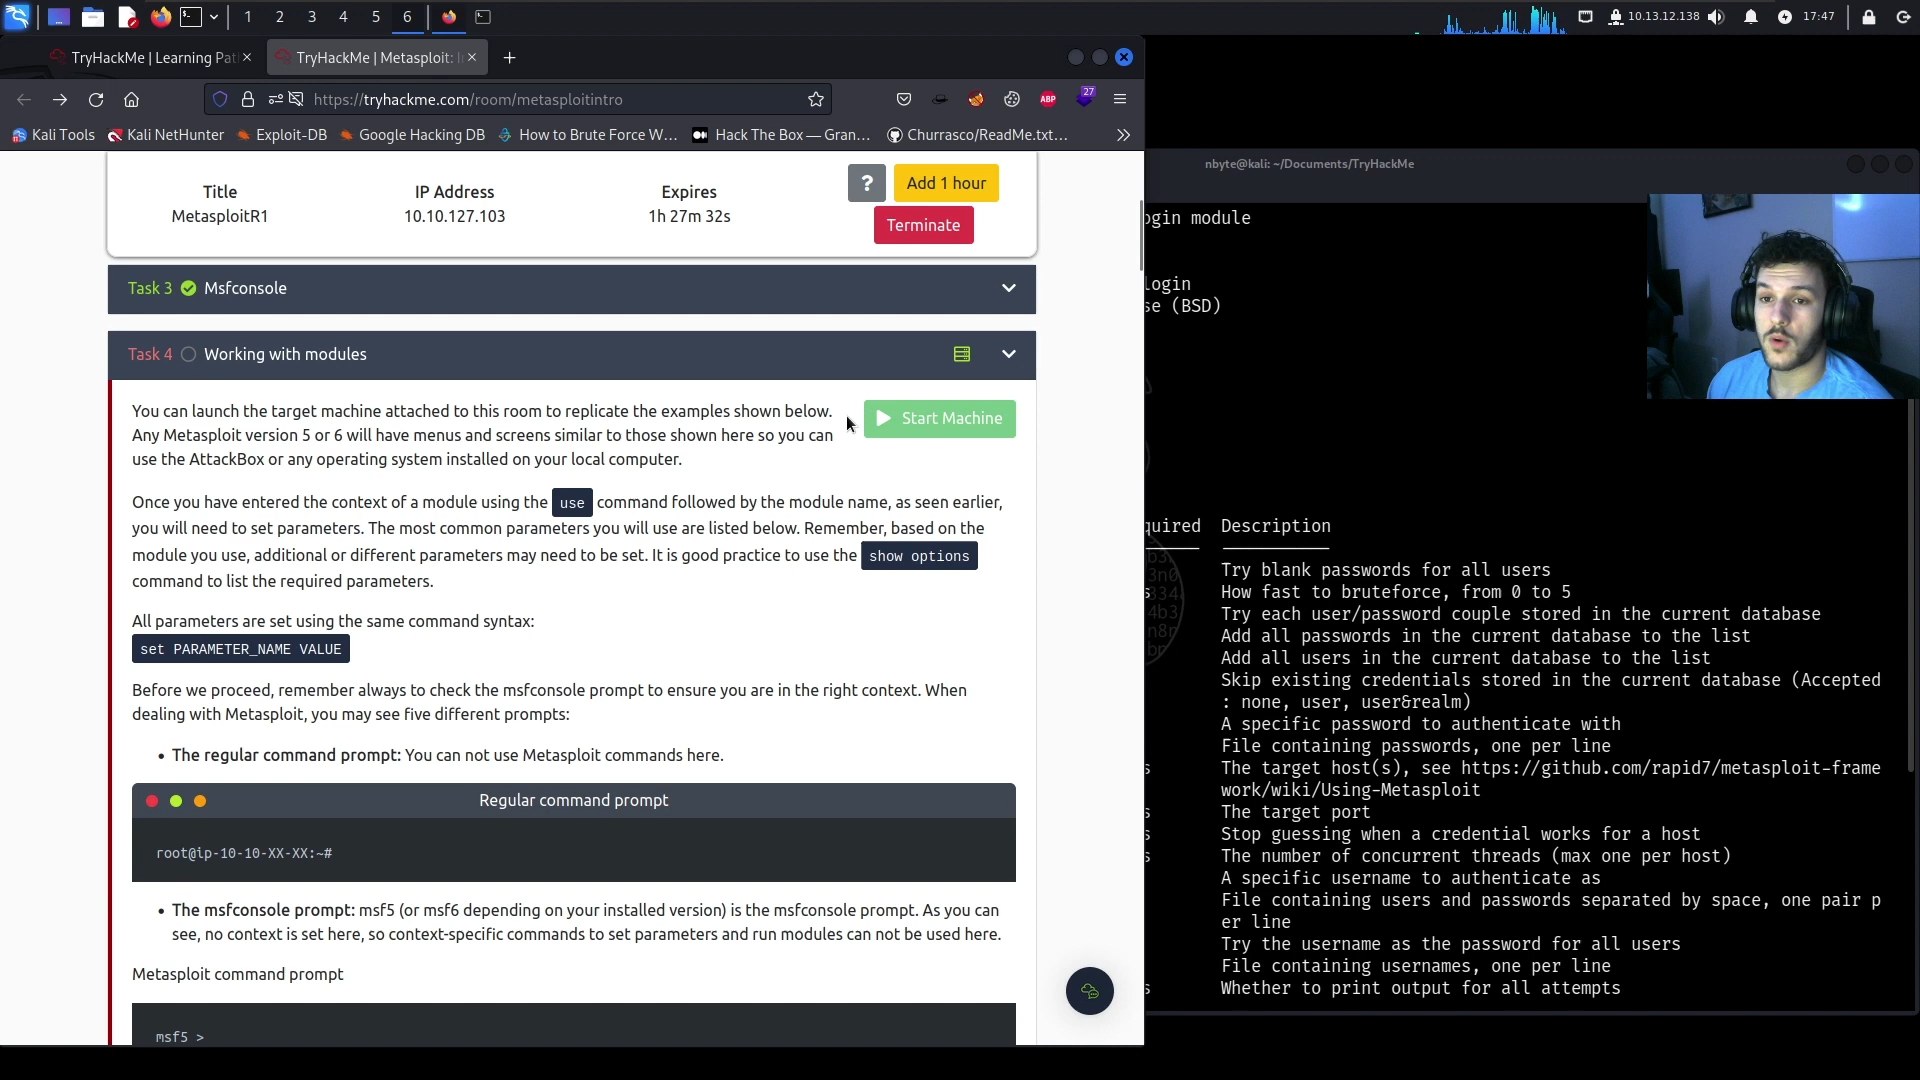 1 2 3 4 5 6
10.13.12.138
17:47
TryHackMe | Learning Pat
TryHackMe | Metasploit: I
https://tryhackme.com/room/metasploitintro
ABP
27
Kali Tools
Kali NetHunter
Exploit-DB
Google Hacking DB
How to Brute Force W...
Hack The Box — Gran...
Churrasco/ReadMe.txt...
Title
IP Address
Expires
?
Add 1 hour
MetasploitR1
10.10.127.103
1h 27m 32s
Terminate
Task 3 Msfconsole
Task 4 Working with modules
You can launch the target machine attached to this room to replicate the examples shown below.
Any Metasploit version 5 or 6 will have menus and screens similar to those shown here so you can
use the AttackBox or any operating system installed on your local computer.
Start Machine
Once you have entered the context of a module using the use command followed by the module name, as seen earlier,
you will need to set parameters. The most common parameters you will use are listed below. Remember, based on the
module you use, additional or different parameters may need to be set. It is good practice to use the show options
command to list the required parameters.
All parameters are set using the same command syntax:
set PARAMETER_NAME VALUE
Before we proceed, remember always to check the msfconsole prompt to ensure you are in the right context. When
dealing with Metasploit, you may see five different prompts:
• The regular command prompt: You can not use Metasploit commands here.
Regular command prompt
root@ip-10-10-XX-XX:~#
• The msfconsole prompt: msf5 (or msf6 depending on your installed version) is the msfconsole prompt. As you can
see, no context is set here, so context-specific commands to set parameters and run modules can not be used here.
Metasploit command prompt
msf5 >
nbyte@kali: ~/Documents/TryHackMe
ogin module
login
se (BSD)
quired Description
Try blank passwords for all users
s How fast to bruteforce, from 0 to 5
Try each user/password couple stored in the current database
Add all passwords in the current database to the list
Add all users in the current database to the list
Skip existing credentials stored in the current database (Accepted
: none, user, user&realm)
A specific password to authenticate with
File containing passwords, one per line
s The target host(s), see https://github.com/rapid7/metasploit-frame
work/wiki/Using-Metasploit
s The target port
s Stop guessing when a credential works for a host
s The number of concurrent threads (max one per host)
A specific username to authenticate as
File containing users and passwords separated by space, one pair p
er line
Try the username as the password for all users
File containing usernames, one per line
s Whether to print output for all attempts